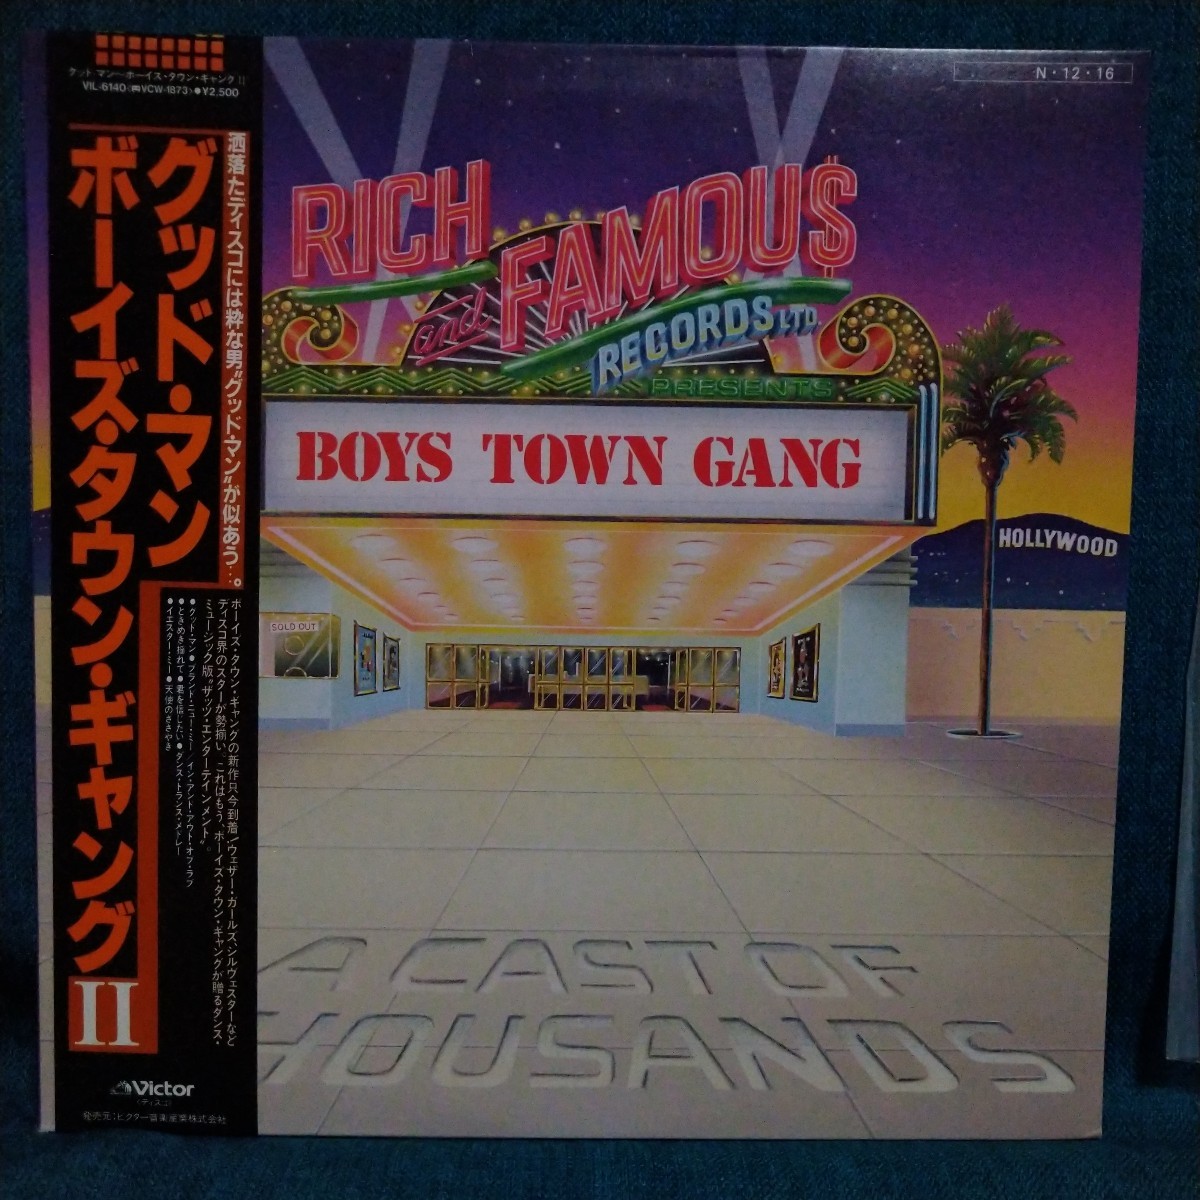 グッド・マン〜ボーイズ・タウン・ギャングII
VIL-6140〈両VCW-1873〉●¥2,500
N・12・16
洒落たディスコには粋な男“グッド・マン”が似あう…。
グッド・マン
ボーイズ・タウン・ギャングII
ボーイズ・タウン・ギャングの新作只今到着!ウェザー・ガールズ、シルヴェスターなど
ディスコ界のスターが勢揃い。これはもう、ボーイズ・タウン・ギャングが贈るダンス・
ミュージック版“ザッツ・エンターテインメント”。
●グッド・マン●ブランド・ニュー・ミー/イン・アンド・アウト・オブ・ラブ
●ときめき揺れて●君を信じたい●ダンス・トランス・メドレー
●イエスター・ミー●天使のささやき
Victor
(ディスコ)
発売元:ビクター音楽産業株式会社
RICH
and FAMOU$
RECORDS LTD.
PRESENTS
BOYS TOWN GANG
HOLLYWOOD
SOLD OUT
A CAST OF
HOUSANDS